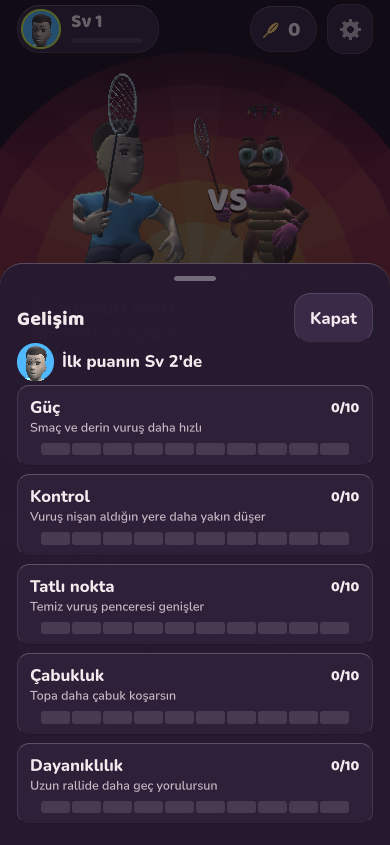 Sv 1
0
VS
Gelişim
Kapat
İlk puanın Sv 2'de
Güç
0/10
Smaç ve derin vuruş daha hızlı
Kontrol
0/10
Vuruş nişan aldığın yere daha yakın düşer
Tatlı nokta
0/10
Temiz vuruş penceresi genişler
Çabukluk
0/10
Topa daha çabuk koşarsın
Dayanıklılık
0/10
Uzun rallide daha geç yorulursun